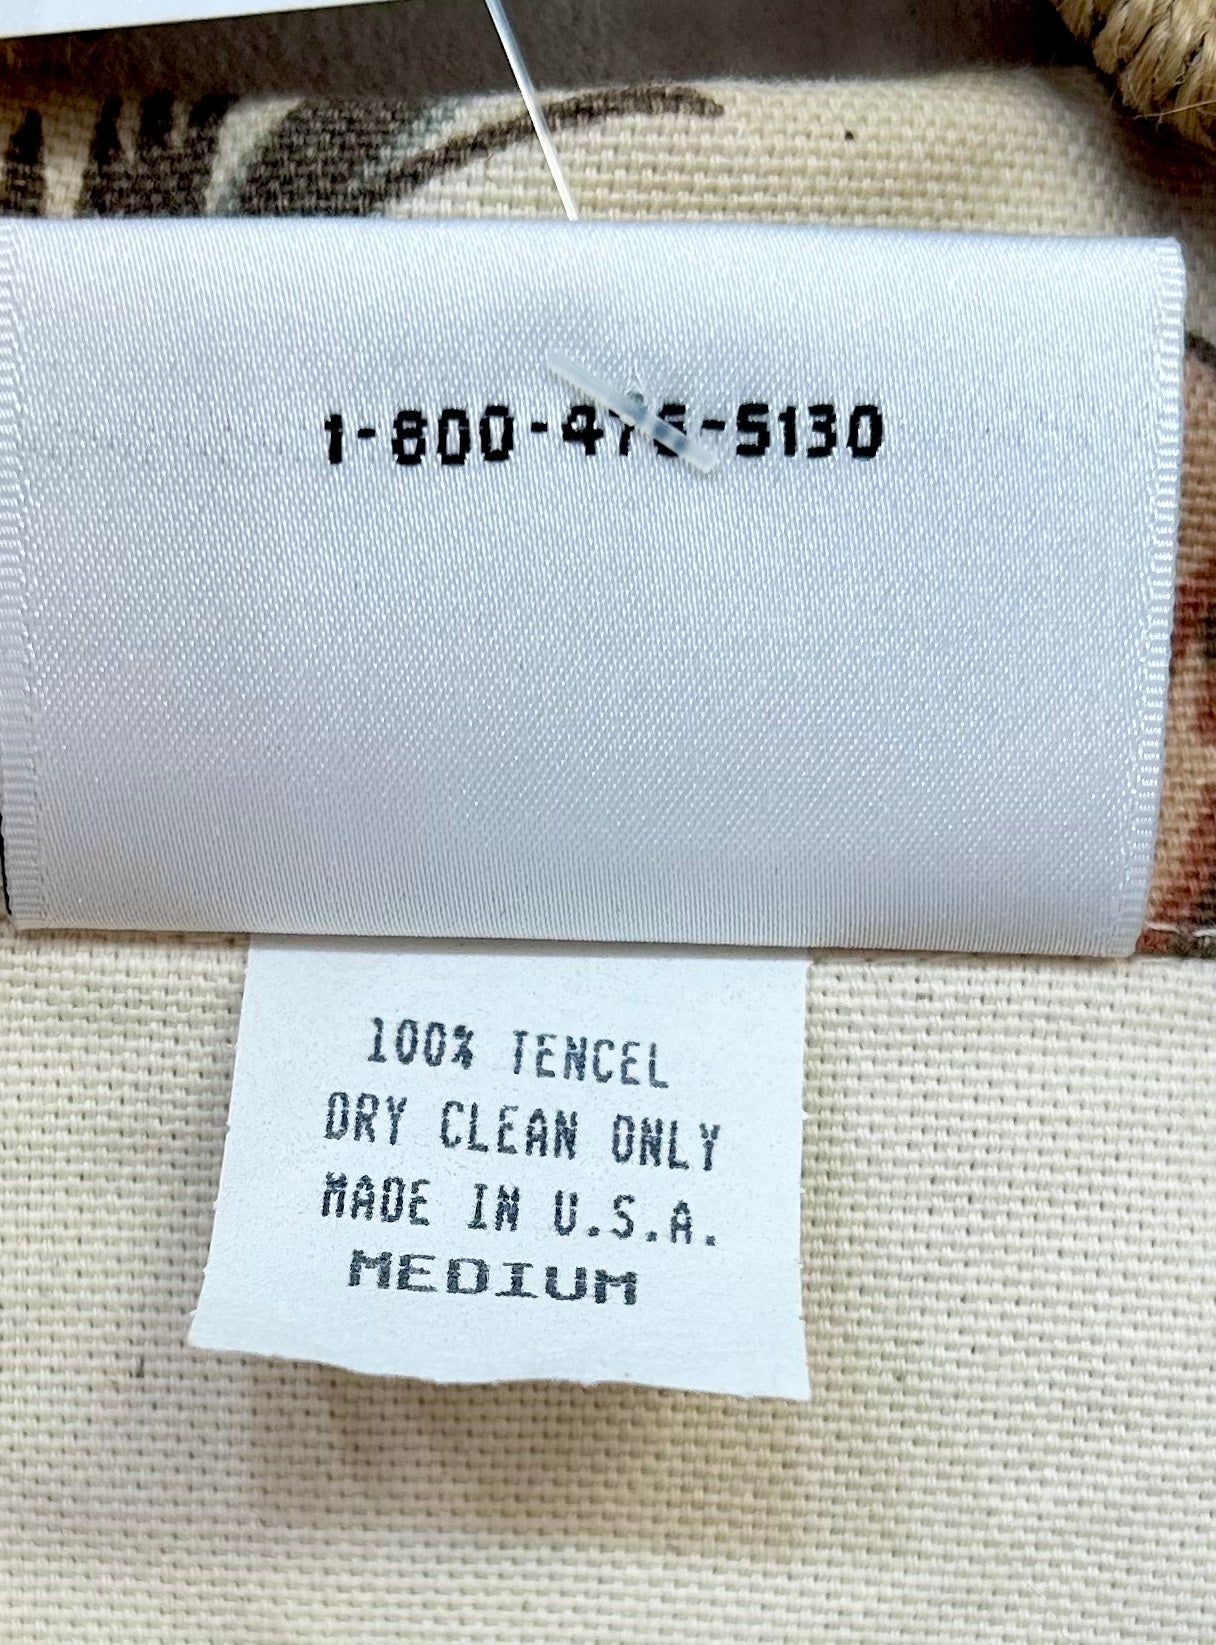 100% TENCEL
DRY CLEAN ONLY
MADE IN U.S.A.
MEDIUM